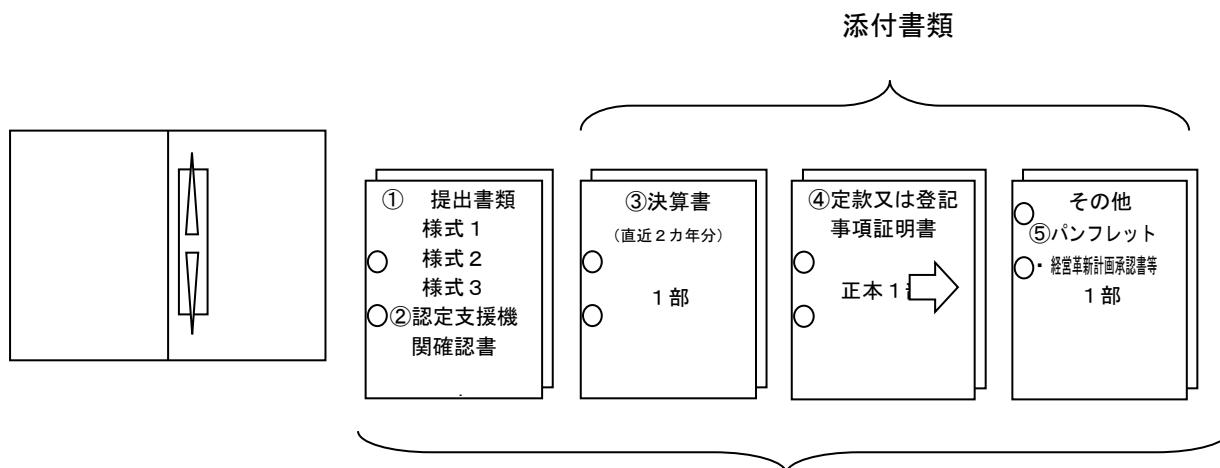 添付書類
① 提出書類
様式１
様式２
様式３
②認定支援機
関確認書
③決算書
（直近２カ年分）
１部
④定款又は登記
事項証明書
正本１
その他
⑤パンフレット
・経営革新計画承認書等
１部